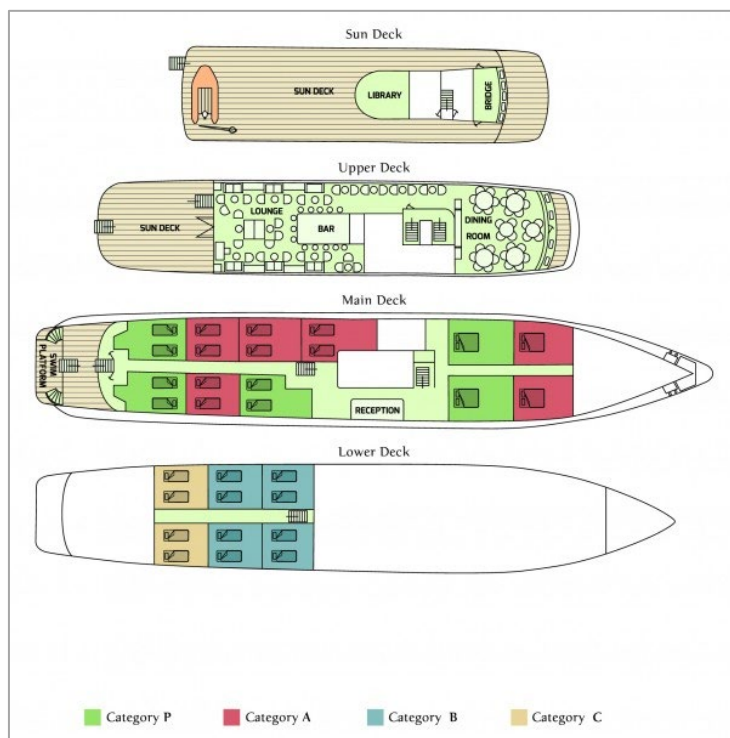 Sun Deck
SUN DECK
LIBRARY
BRIDGE
Upper Deck
SUN DECK
LOUNGE
BAR
DINING
ROOM
Main Deck
SWIM
PLATFORM
RECEPTION
Lower Deck
Category P
Category A
Category B
Category C